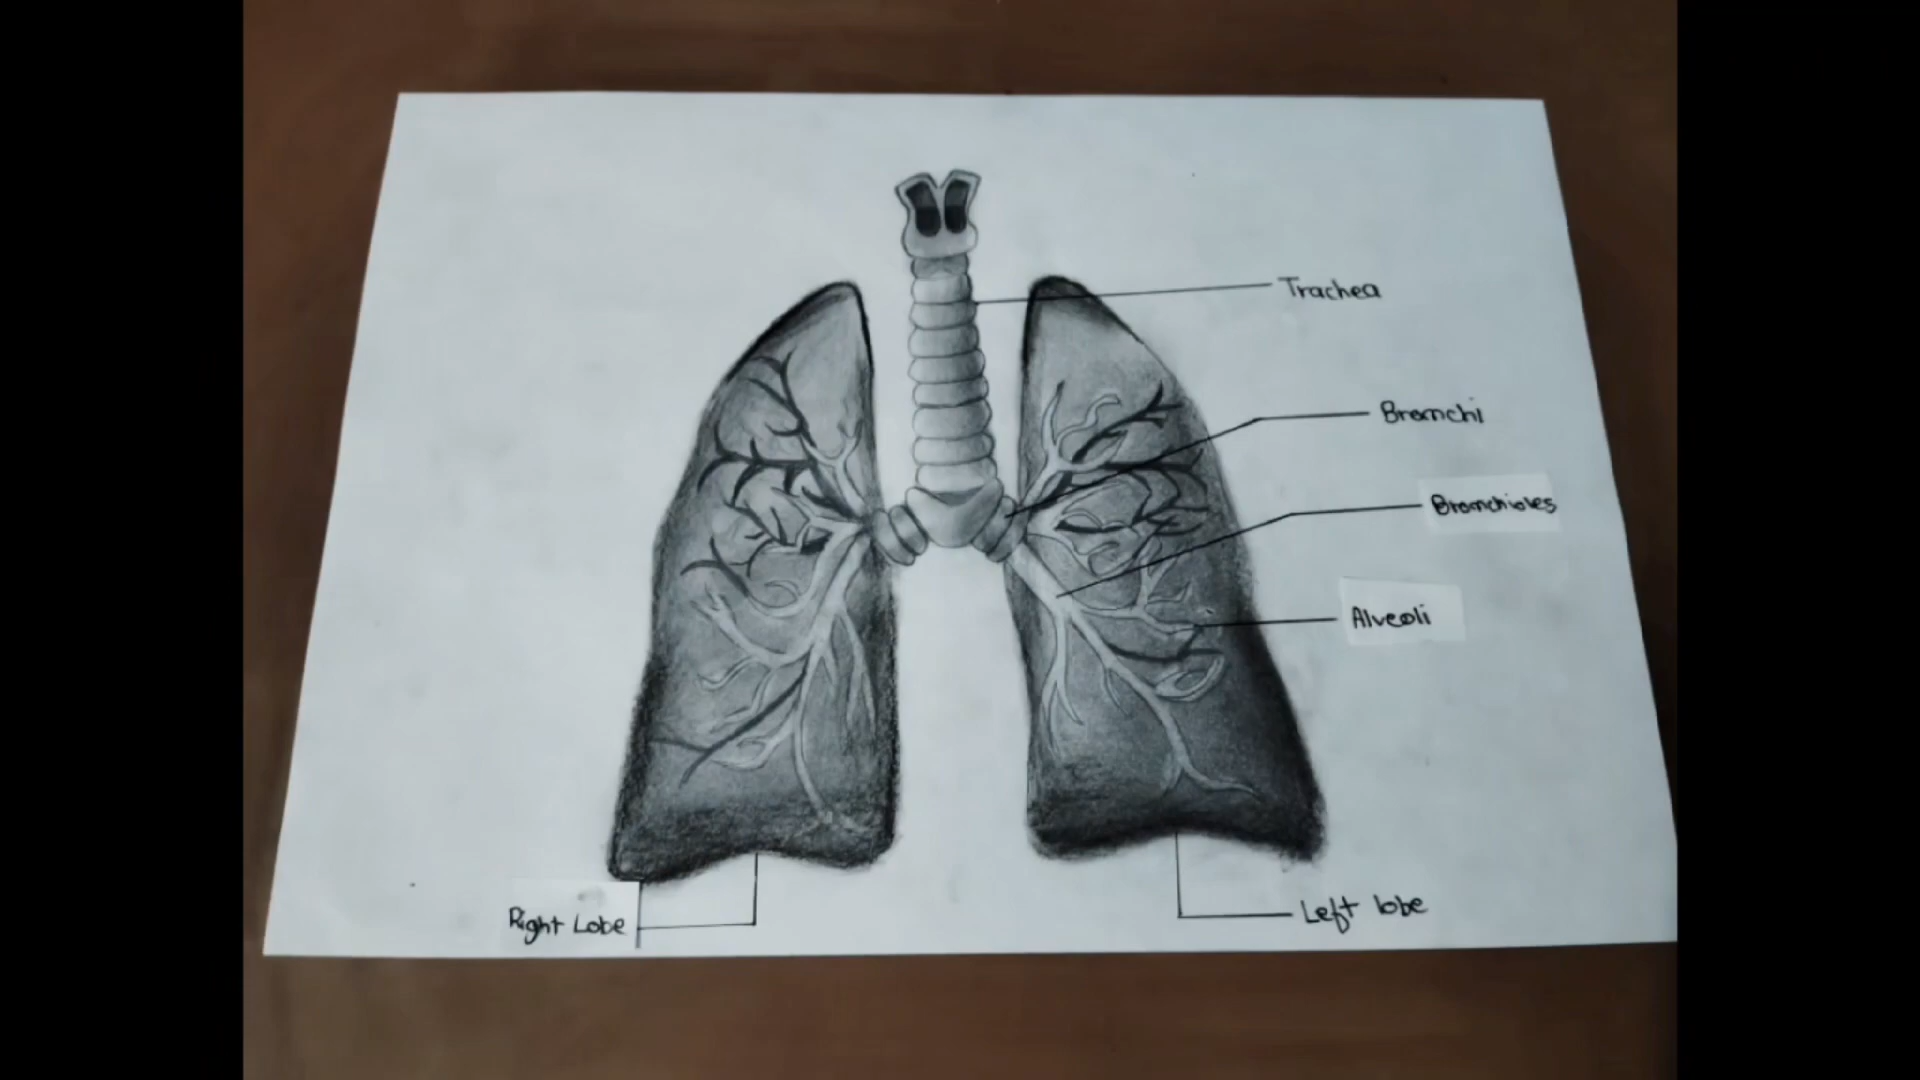 Trachea
Bronchi
Bronchioles
Alveoli
Right Lobe
Left lobe